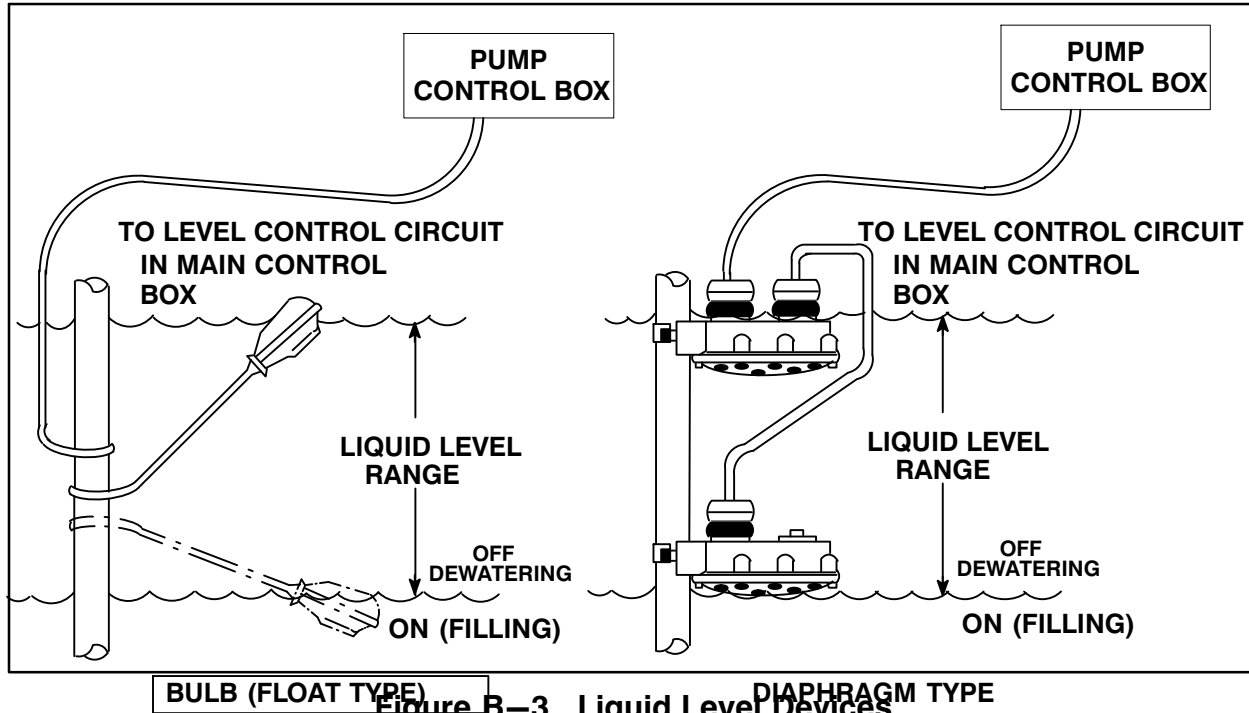 PUMP
CONTROL BOX
TO LEVEL CONTROL CIRCUIT
IN MAIN CONTROL
BOX
LIQUID LEVEL
RANGE
OFF
DEWATERING
ON (FILLING)
BULB (FLOAT TYPE)
PUMP
CONTROL BOX
TO LEVEL CONTROL CIRCUIT
IN MAIN CONTROL
BOX
LIQUID LEVEL
RANGE
OFF
DEWATERING
ON (FILLING)
DIAPHRAGM TYPE
Figure B—3 Liquid Level Devices